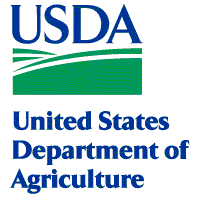 USDA
United States
Department of
Agriculture